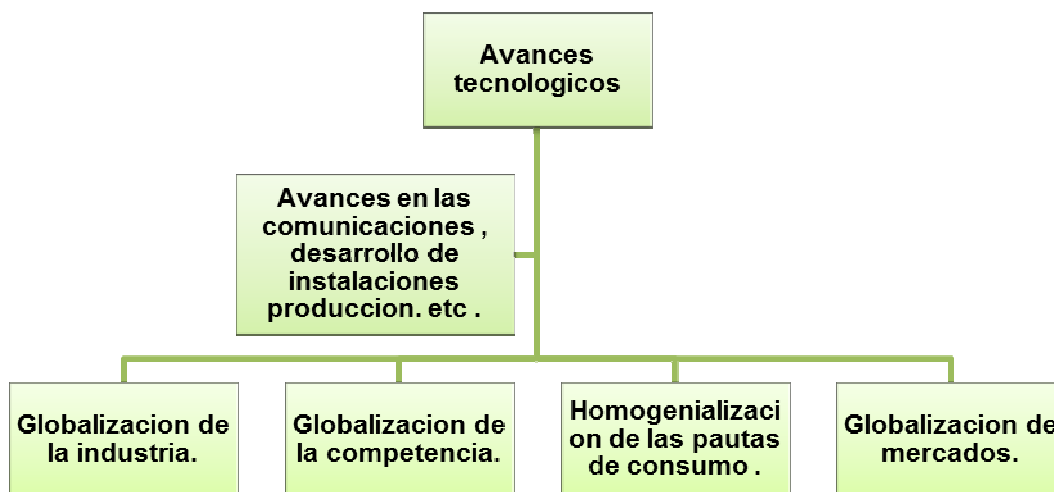 Avances
tecnologicos
Avances en las
comunicaciones ,
desarrollo de
instalaciones
produccion. etc .
Globalizacion de
la industria.
Globalizacion de
la competencia.
Homogenializaci
on de las pautas
de consumo .
Globalizacion de
mercados.